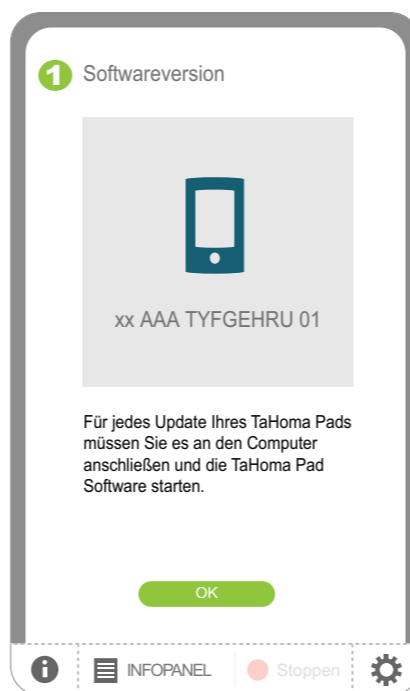 1 Softwareversion
xx AAA TYFGEHRU 01
Für jedes Update Ihres TaHoma Pads
müssen Sie es an den Computer
anschließen und die TaHoma Pad
Software starten.
OK
i INFOPANEL Stoppen